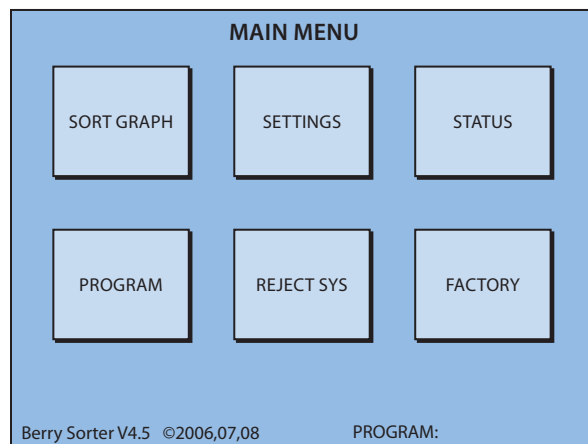 MAIN MENU
SORT GRAPH SETTINGS STATUS
PROGRAM REJECT SYS FACTORY
Berry Sorter V4.5 ©2006,07,08 PROGRAM: